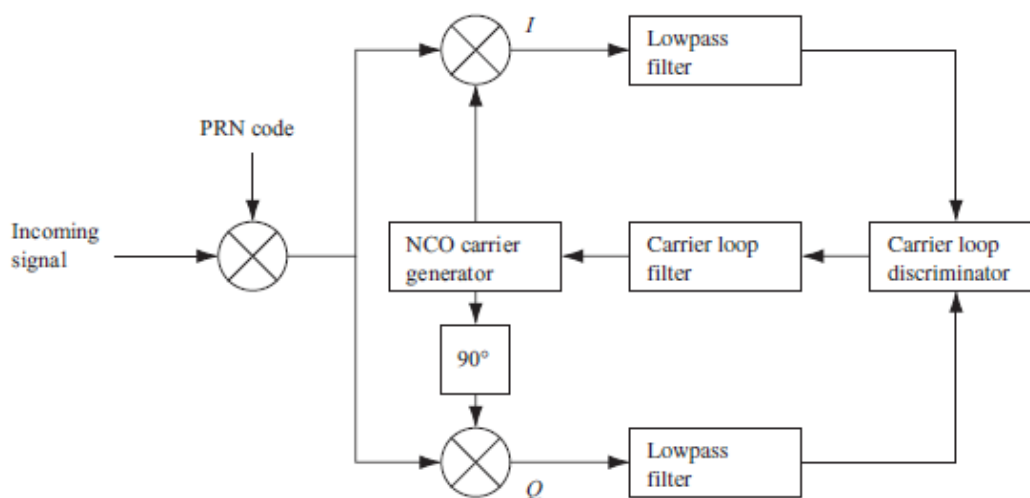 I
Lowpass
filter
PRN code
Incoming
signal
NCO carrier
generator
Carrier loop
filter
Carrier loop
discriminator
90°
Lowpass
filter
Q